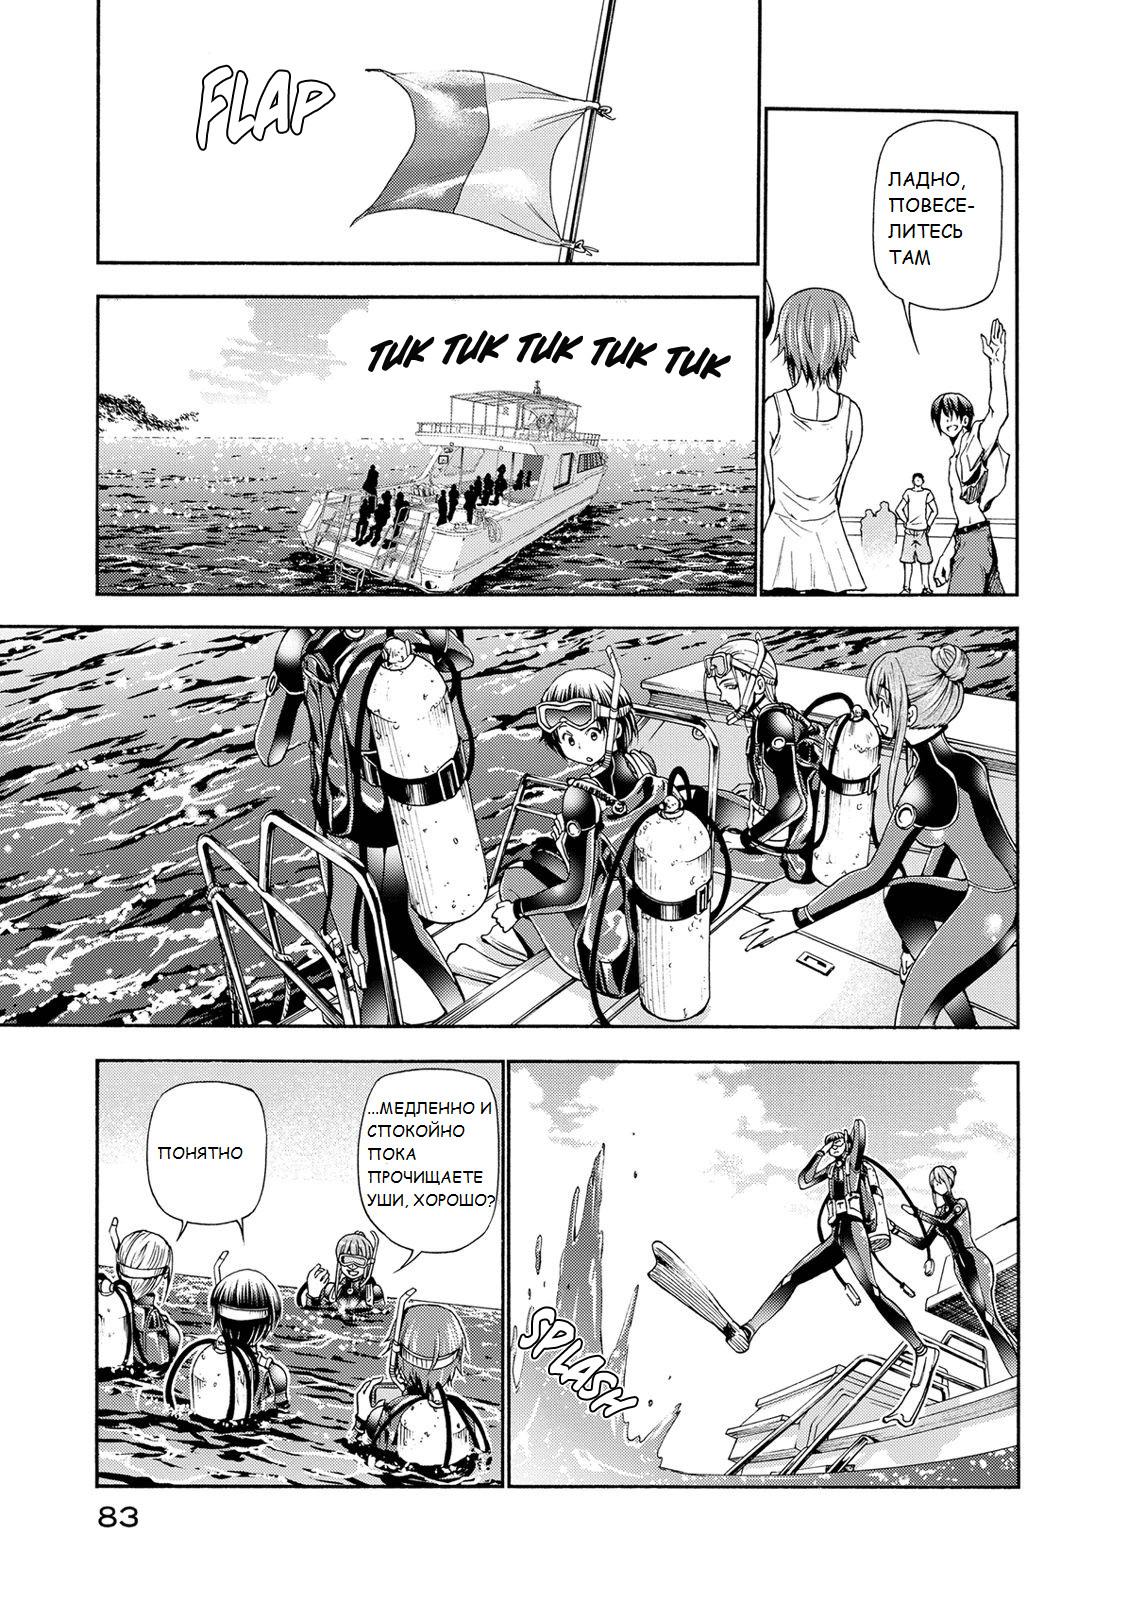 ЛАДНО,
ПОВЕСЕ-
ЛИТЕСЬ
ТАМ
FLAP
TUK TUK TUK TUK TUK
SPLASH
...МЕДЛЕННО И
СПОКОЙНО
ПОКА
ПРОЧИЩАЕТЕ
УШИ, ХОРОШО?
ПОНЯТНО
83